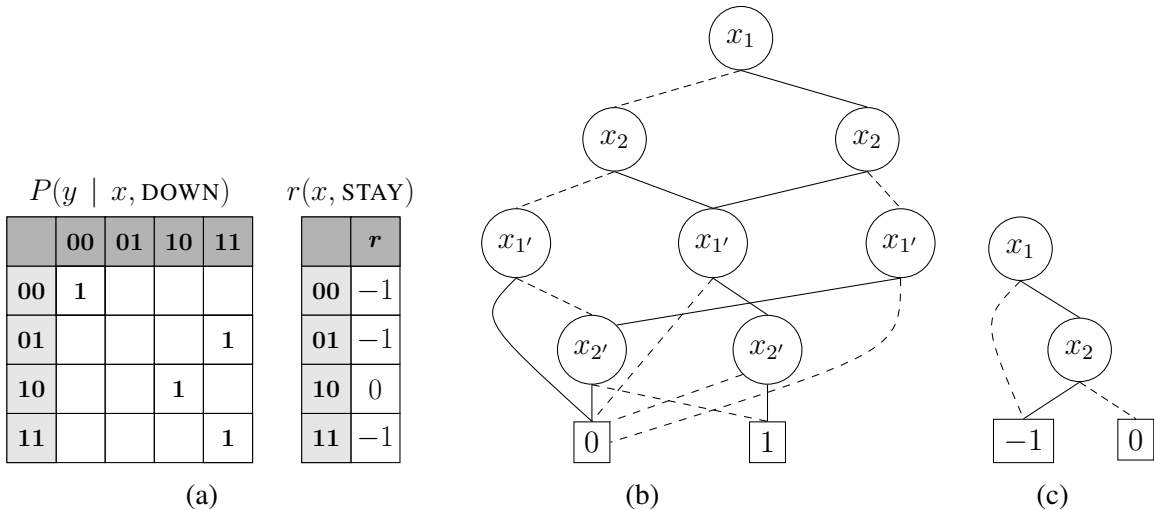 P(y | x, DOWN)
00 01 10 11
00 1
01 1
10 1
11 1
r(x, STAY)
r
00 −1
01 −1
10 0
11 −1
(a)
x₁
x₂ x₂
x₁′ x₁′ x₁′
x₂′ x₂′
0 1
(b)
x₁
x₂
−1 0
(c)